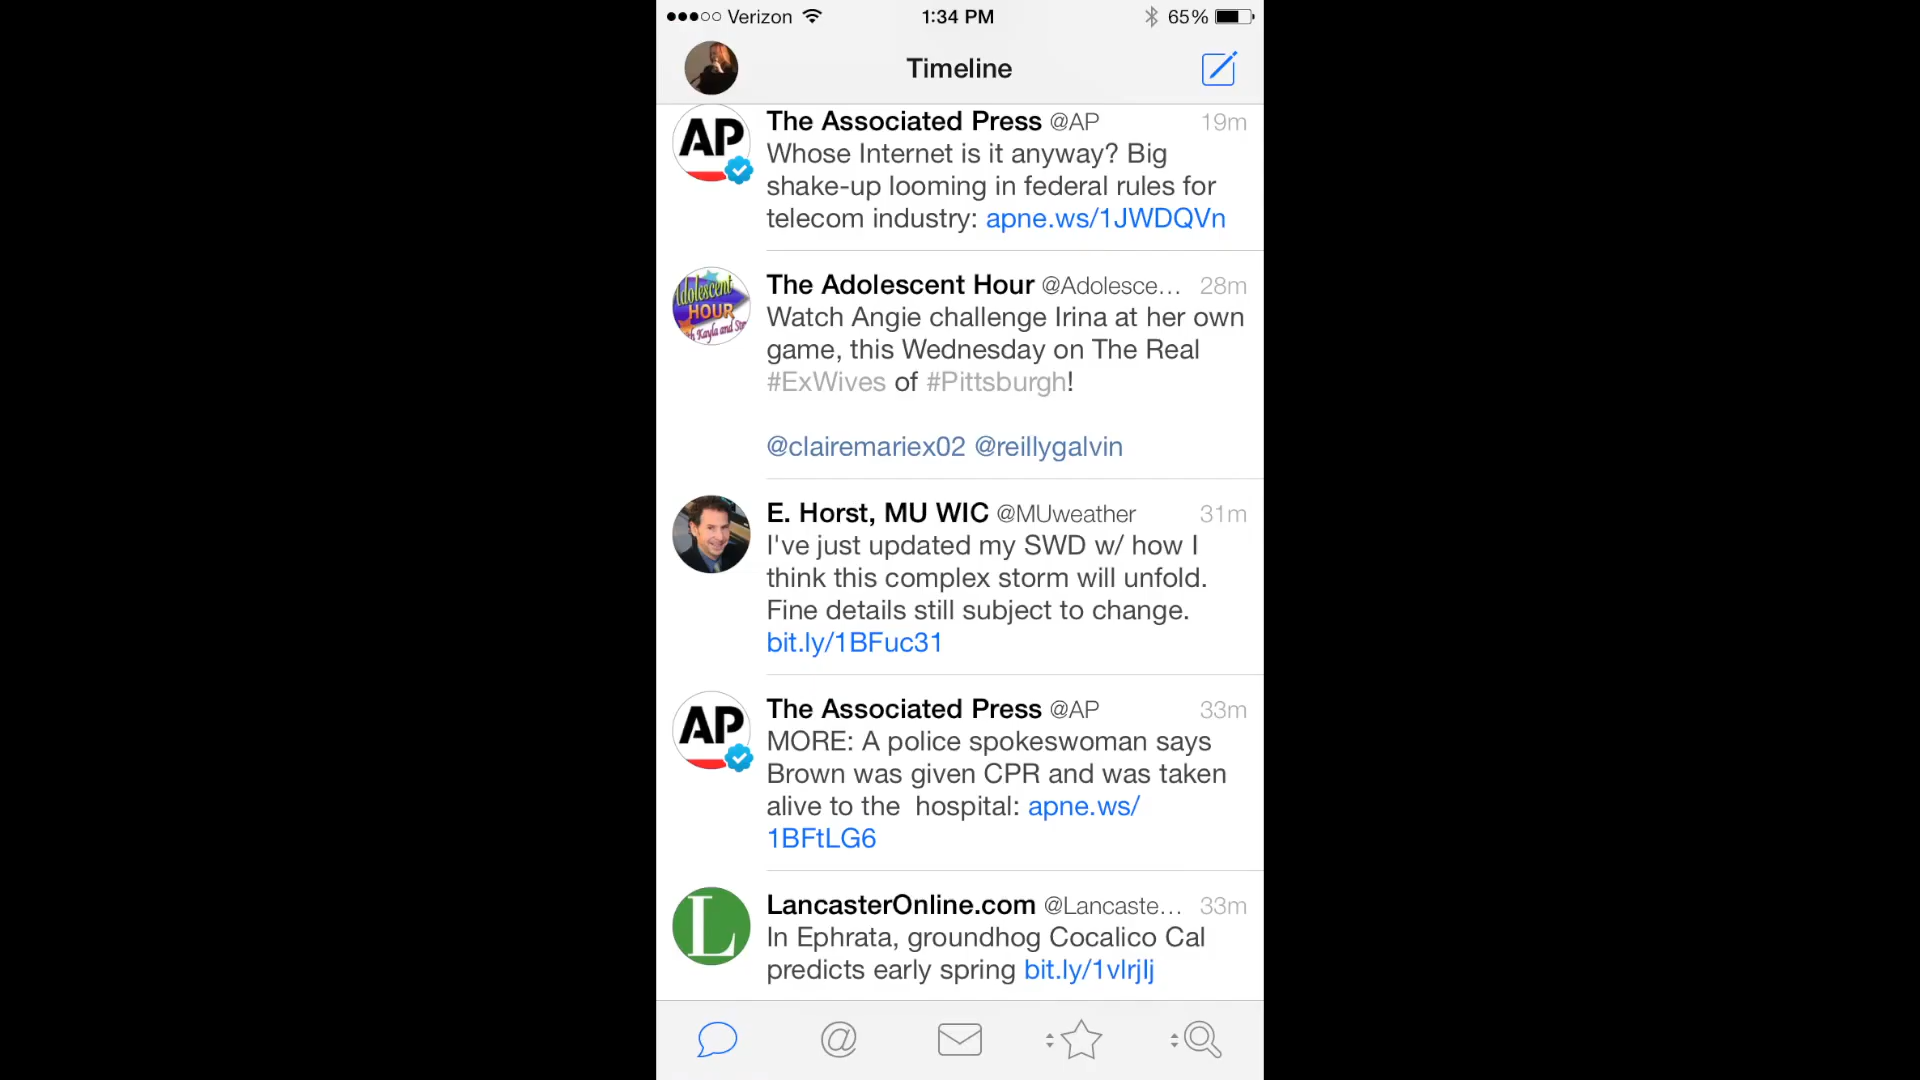 Verizon 1:34 PM 65%
Timeline
AP
The Associated Press @AP 19m
Whose Internet is it anyway? Big
shake-up looming in federal rules for
telecom industry: apne.ws/1JWDQVn
Adolescent
HOUR
The Adolescent Hour @Adolesce... 28m
Watch Angie challenge Irina at her own
game, this Wednesday on The Real
#ExWives of #Pittsburgh!
@clairemariex02 @reillygalvin
E. Horst, MU WIC @MUweather 31m
I've just updated my SWD w/ how I
think this complex storm will unfold.
Fine details still subject to change.
bit.ly/1BFuc31
AP
The Associated Press @AP 33m
MORE: A police spokeswoman says
Brown was given CPR and was taken
alive to the hospital: apne.ws/
1BFtLG6
L
LancasterOnline.com @Lancaste... 33m
In Ephrata, groundhog Cocalico Cal
predicts early spring bit.ly/1vlrjIj